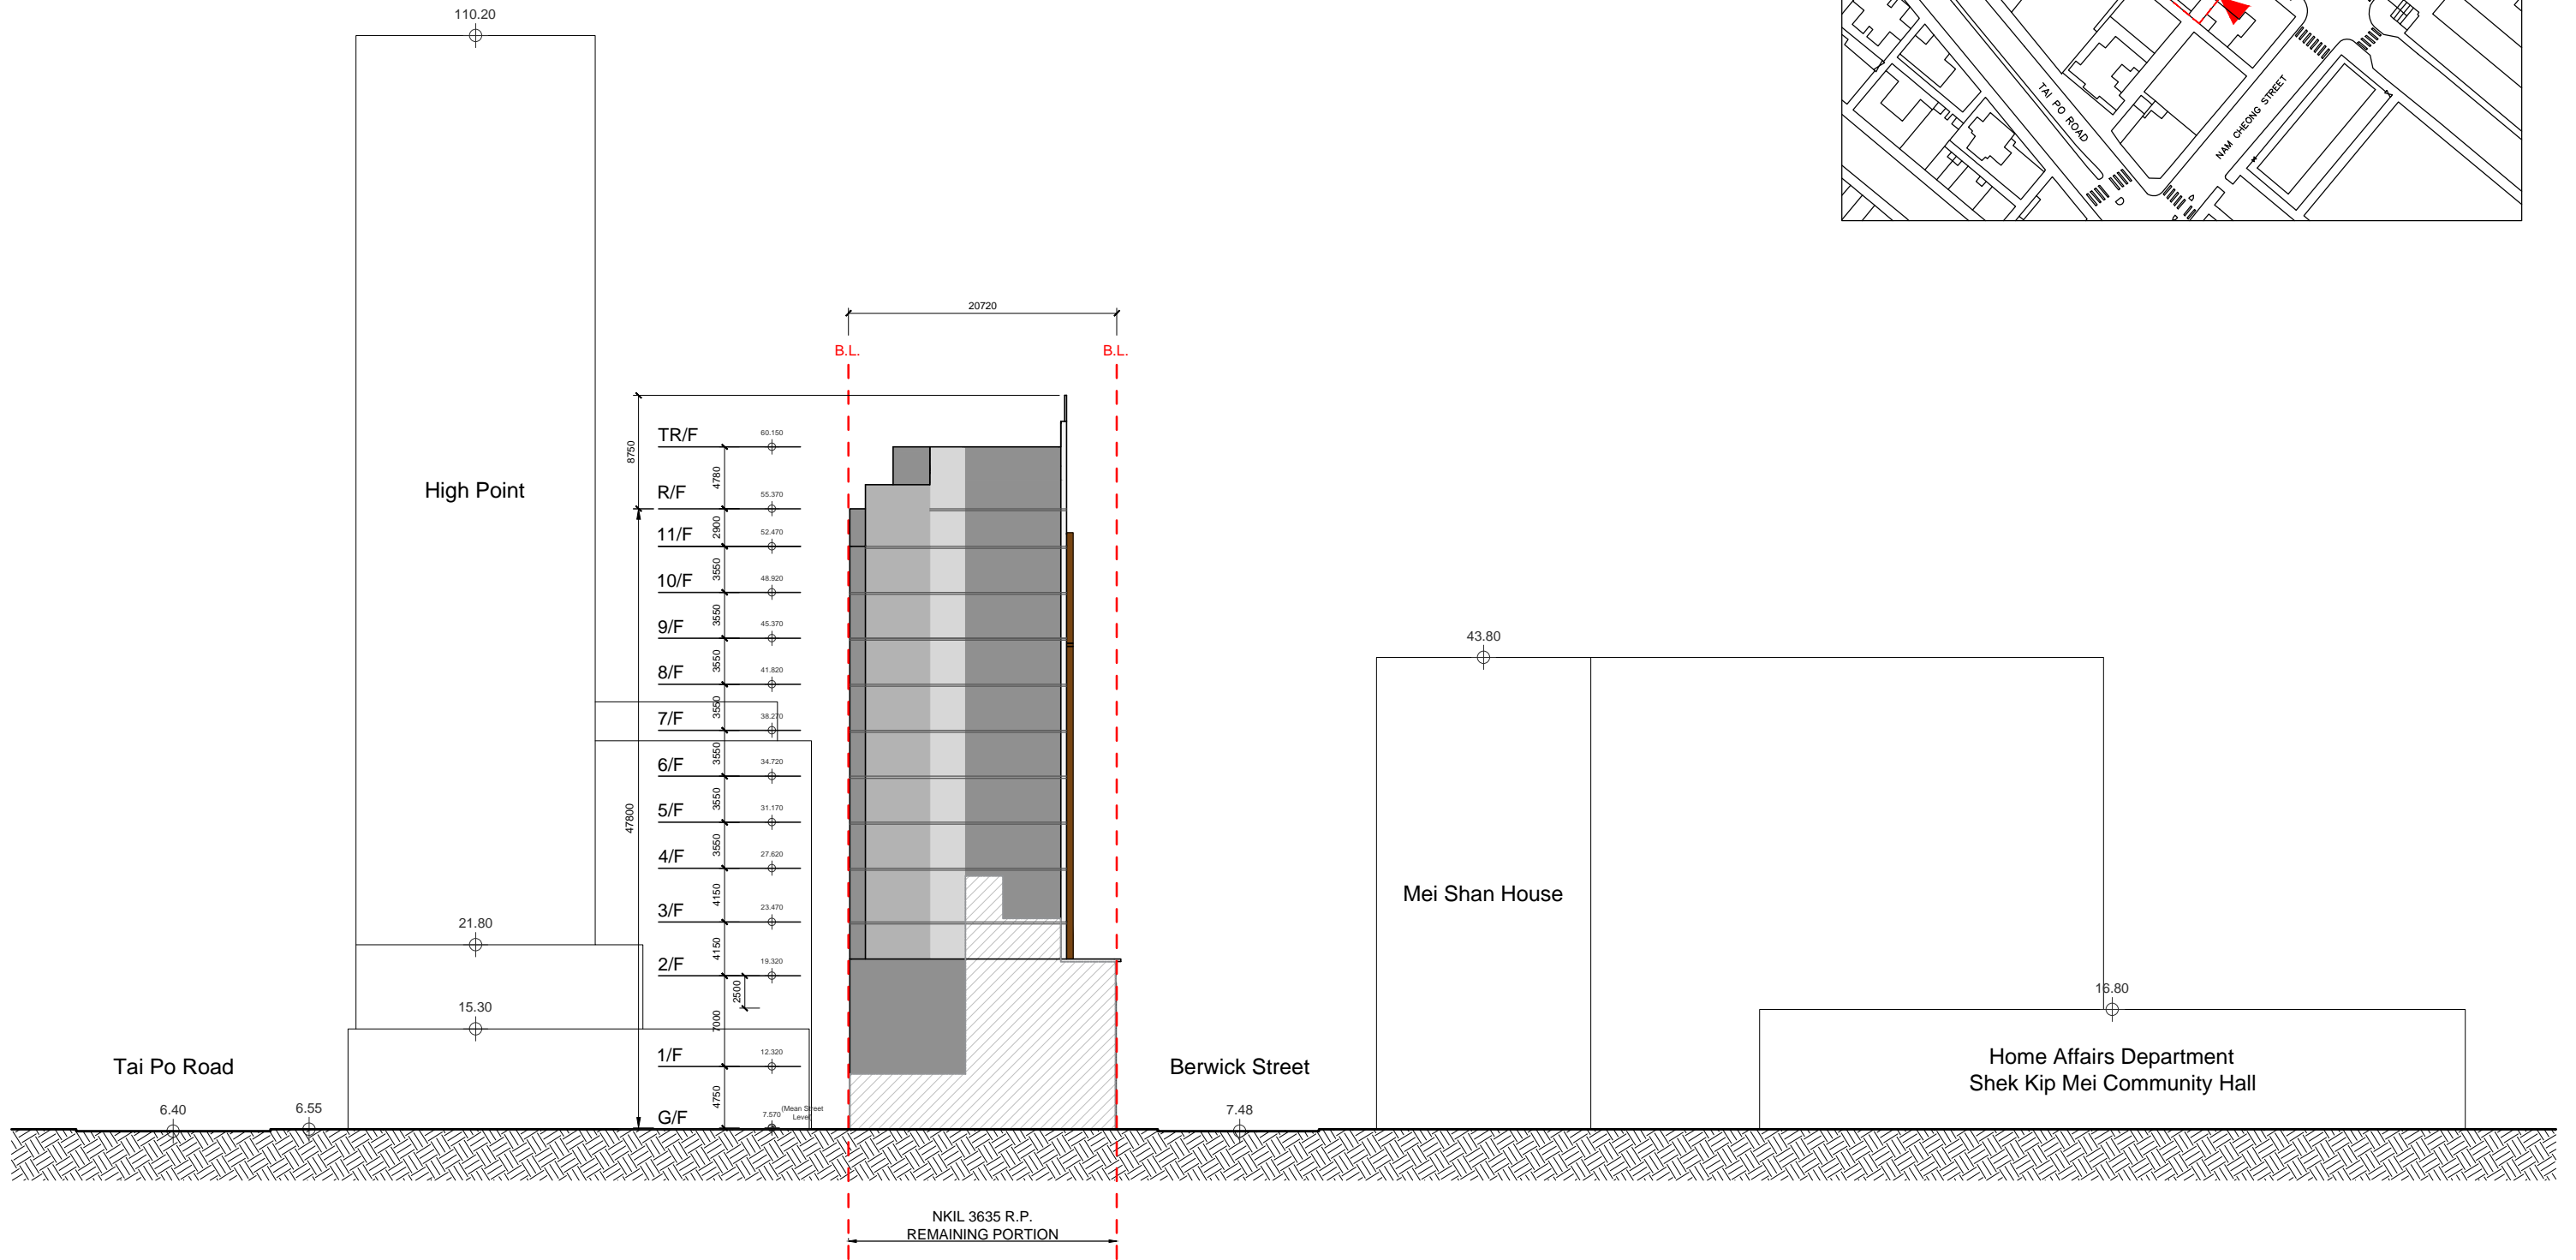 110.20
TAI PO ROAD
NAM CHEONG STREET
20720
B.L.
B.L.
8750
TR/F
60.150
4780
High Point
R/F
55.370
2900
11/F
52.470
3550
10/F
48.920
3550
9/F
45.370
3550
8/F
41.820
3550
7/F
38.270
3550
6/F
34.720
3550
5/F
31.170
47800
3550
4/F
27.620
4150
3/F
23.470
4150
2/F
19.320
2500
7000
1/F
12.320
4750
G/F
7.570
(Mean Street
Level)
21.80
15.30
Tai Po Road
6.40
6.55
Berwick Street
7.48
43.80
Mei Shan House
16.80
Home Affairs Department
Shek Kip Mei Community Hall
NKIL 3635 R.P.
REMAINING PORTION